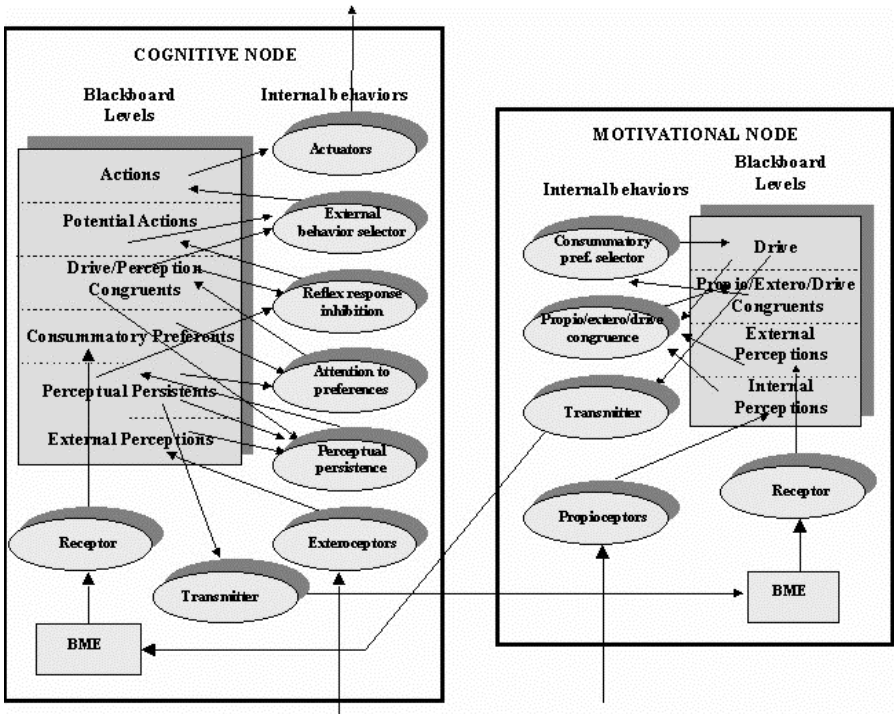 COGNITIVE NODE
Blackboard
Levels
Internal behaviors
Actions
Potential Actions
Drive/Perception
Congruents
Consummatory Preferents
Perceptual Persistents
External Perceptions
Actuators
External
behavior selector
Reflex response
inhibition
Attention to
preferences
Perceptual
persistence
Receptor
Exteroceptors
Transmitter
BME
MOTIVATIONAL NODE
Internal behaviors
Blackboard
Levels
Consummatory
pref. selector
Propio/extero/drive
congruence
Transmitter
Propioceptors
Drive
Propio/Extero/Drive
Congruents
External
Perceptions
Internal
Perceptions
Receptor
BME